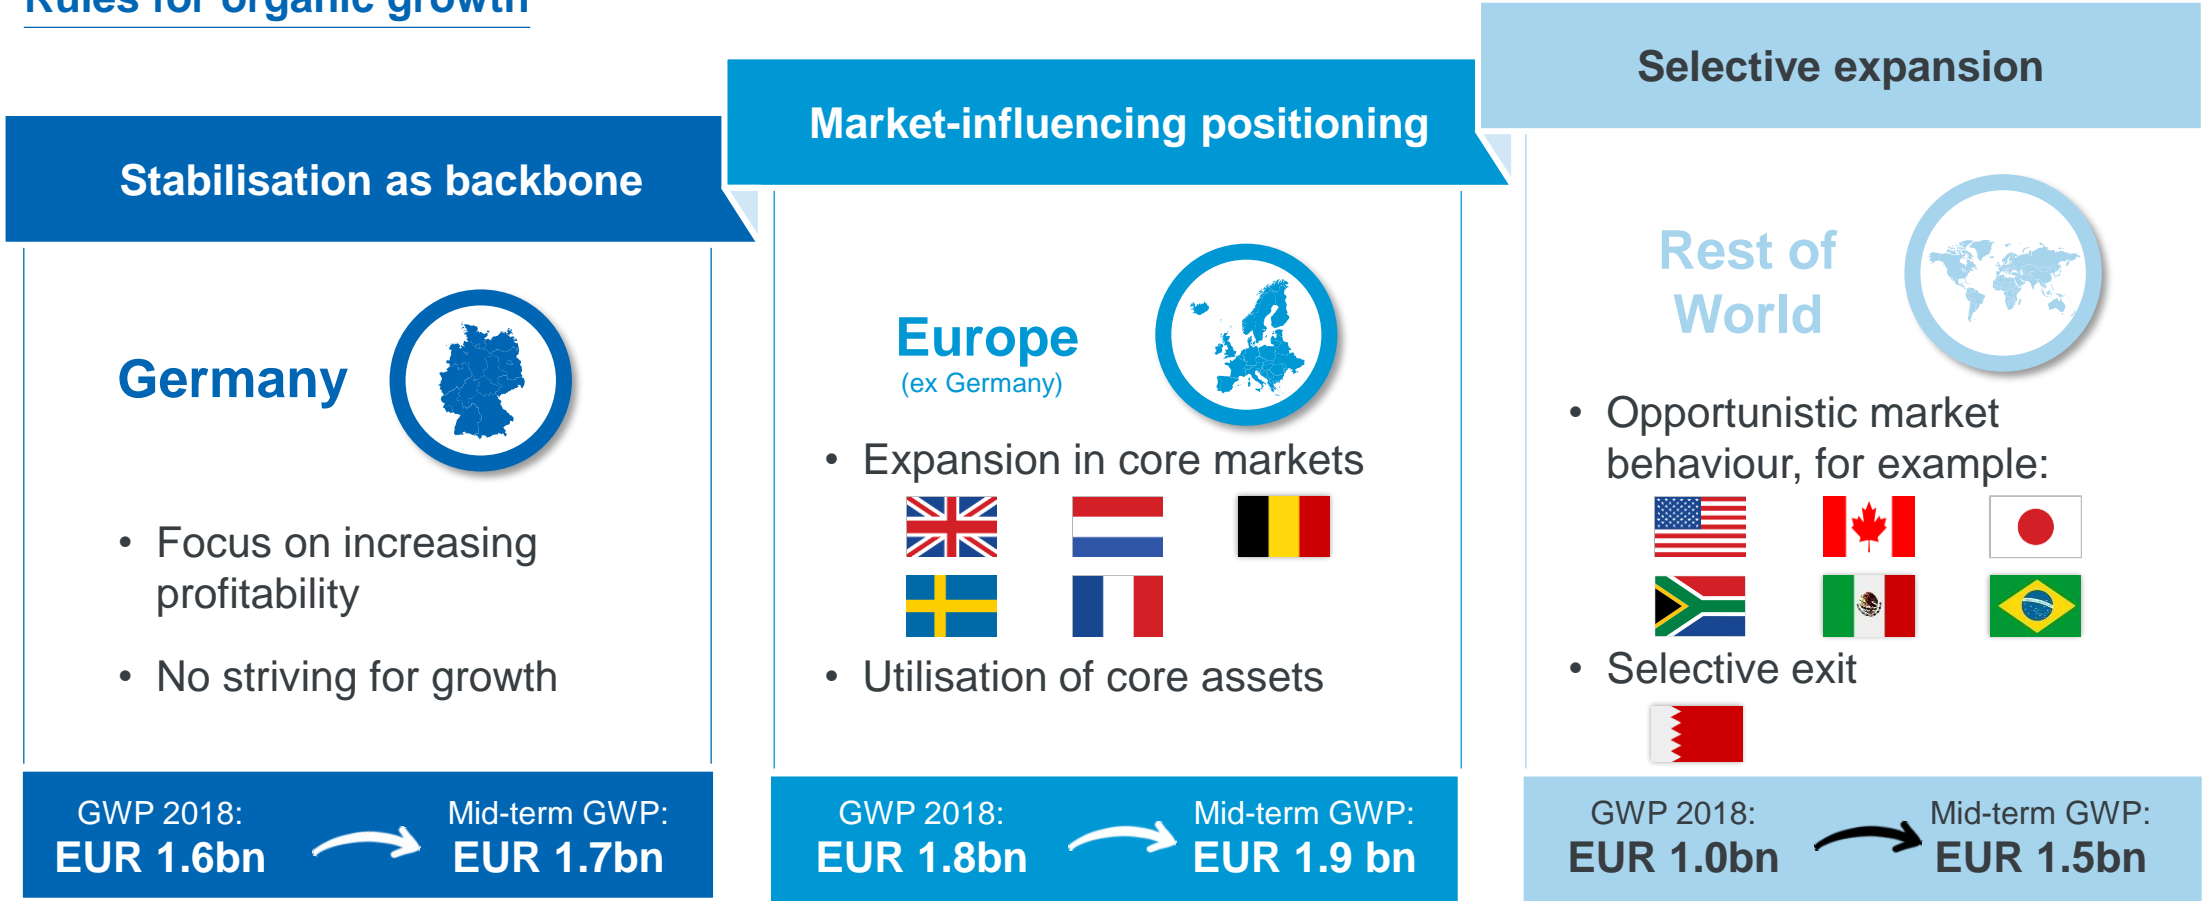 Rules for organic growth
Stabilisation as backbone
Germany
• Focus on increasing
profitability
• No striving for growth
GWP 2018:
EUR 1.6bn
Mid-term GWP:
EUR 1.7bn
Market-influencing positioning
Europe
(ex Germany)
• Expansion in core markets
• Utilisation of core assets
GWP 2018:
EUR 1.8bn
Mid-term GWP:
EUR 1.9 bn
Selective expansion
Rest of
World
• Opportunistic market
behaviour, for example:
• Selective exit
GWP 2018:
EUR 1.0bn
Mid-term GWP:
EUR 1.5bn